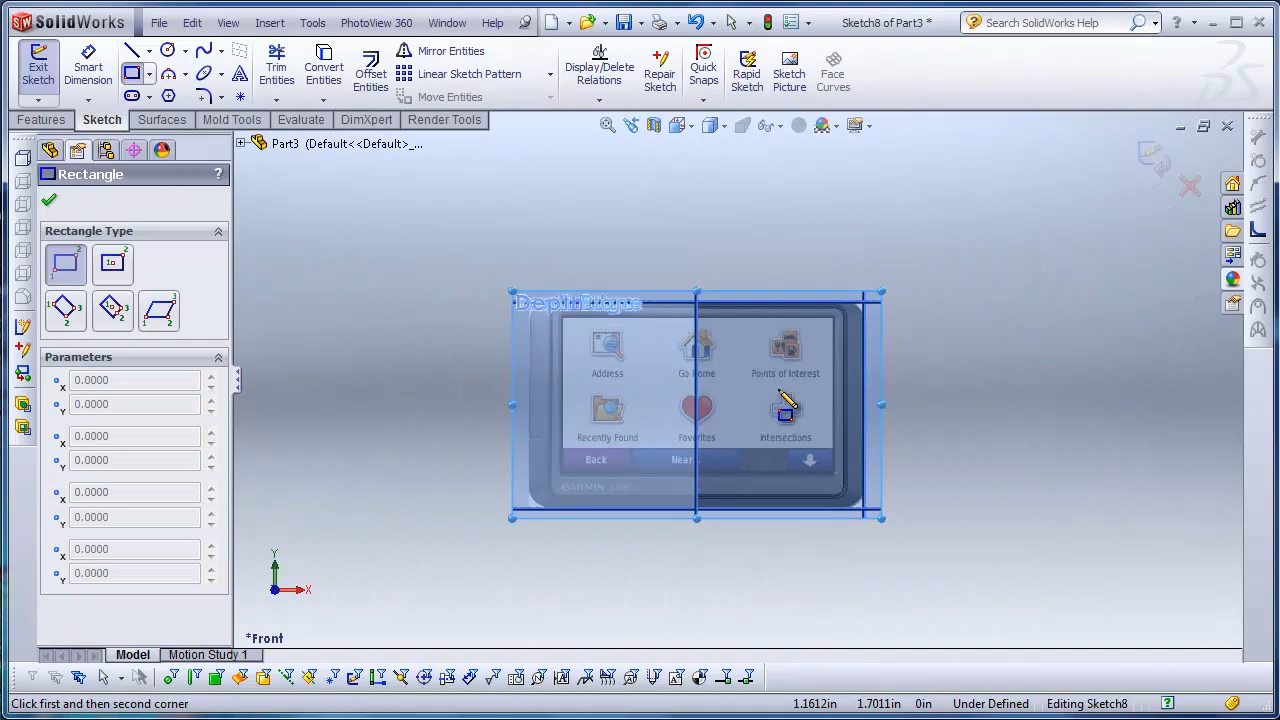 SolidWorks File Edit View Insert Tools PhotoView 360 Window Help Sketch8 of Part3 * Search SolidWorks Help
Exit Sketch
Smart Dimension
Trim Entities
Convert Entities
Offset Entities
Mirror Entities
Linear Sketch Pattern
Move Entities
Display/Delete Relations
Repair Sketch
Quick Snaps
Rapid Sketch
Sketch Picture
Face Curves
Features Sketch Surfaces Mold Tools Evaluate DimXpert Render Tools
Part3 (Default<<Default>_...
Rectangle ?
Rectangle Type
Parameters
x 0.0000
Y 0.0000
x 0.0000
Y 0.0000
x 0.0000
Y 0.0000
x 0.0000
Y 0.0000
Address Go Home Points of Interest
Recently Found Favorites Intersections
Back Near
GARMIN
Y
X
*Front
Model Motion Study 1
Click first and then second corner 1.1612in 1.7011in 0in Under Defined Editing Sketch8